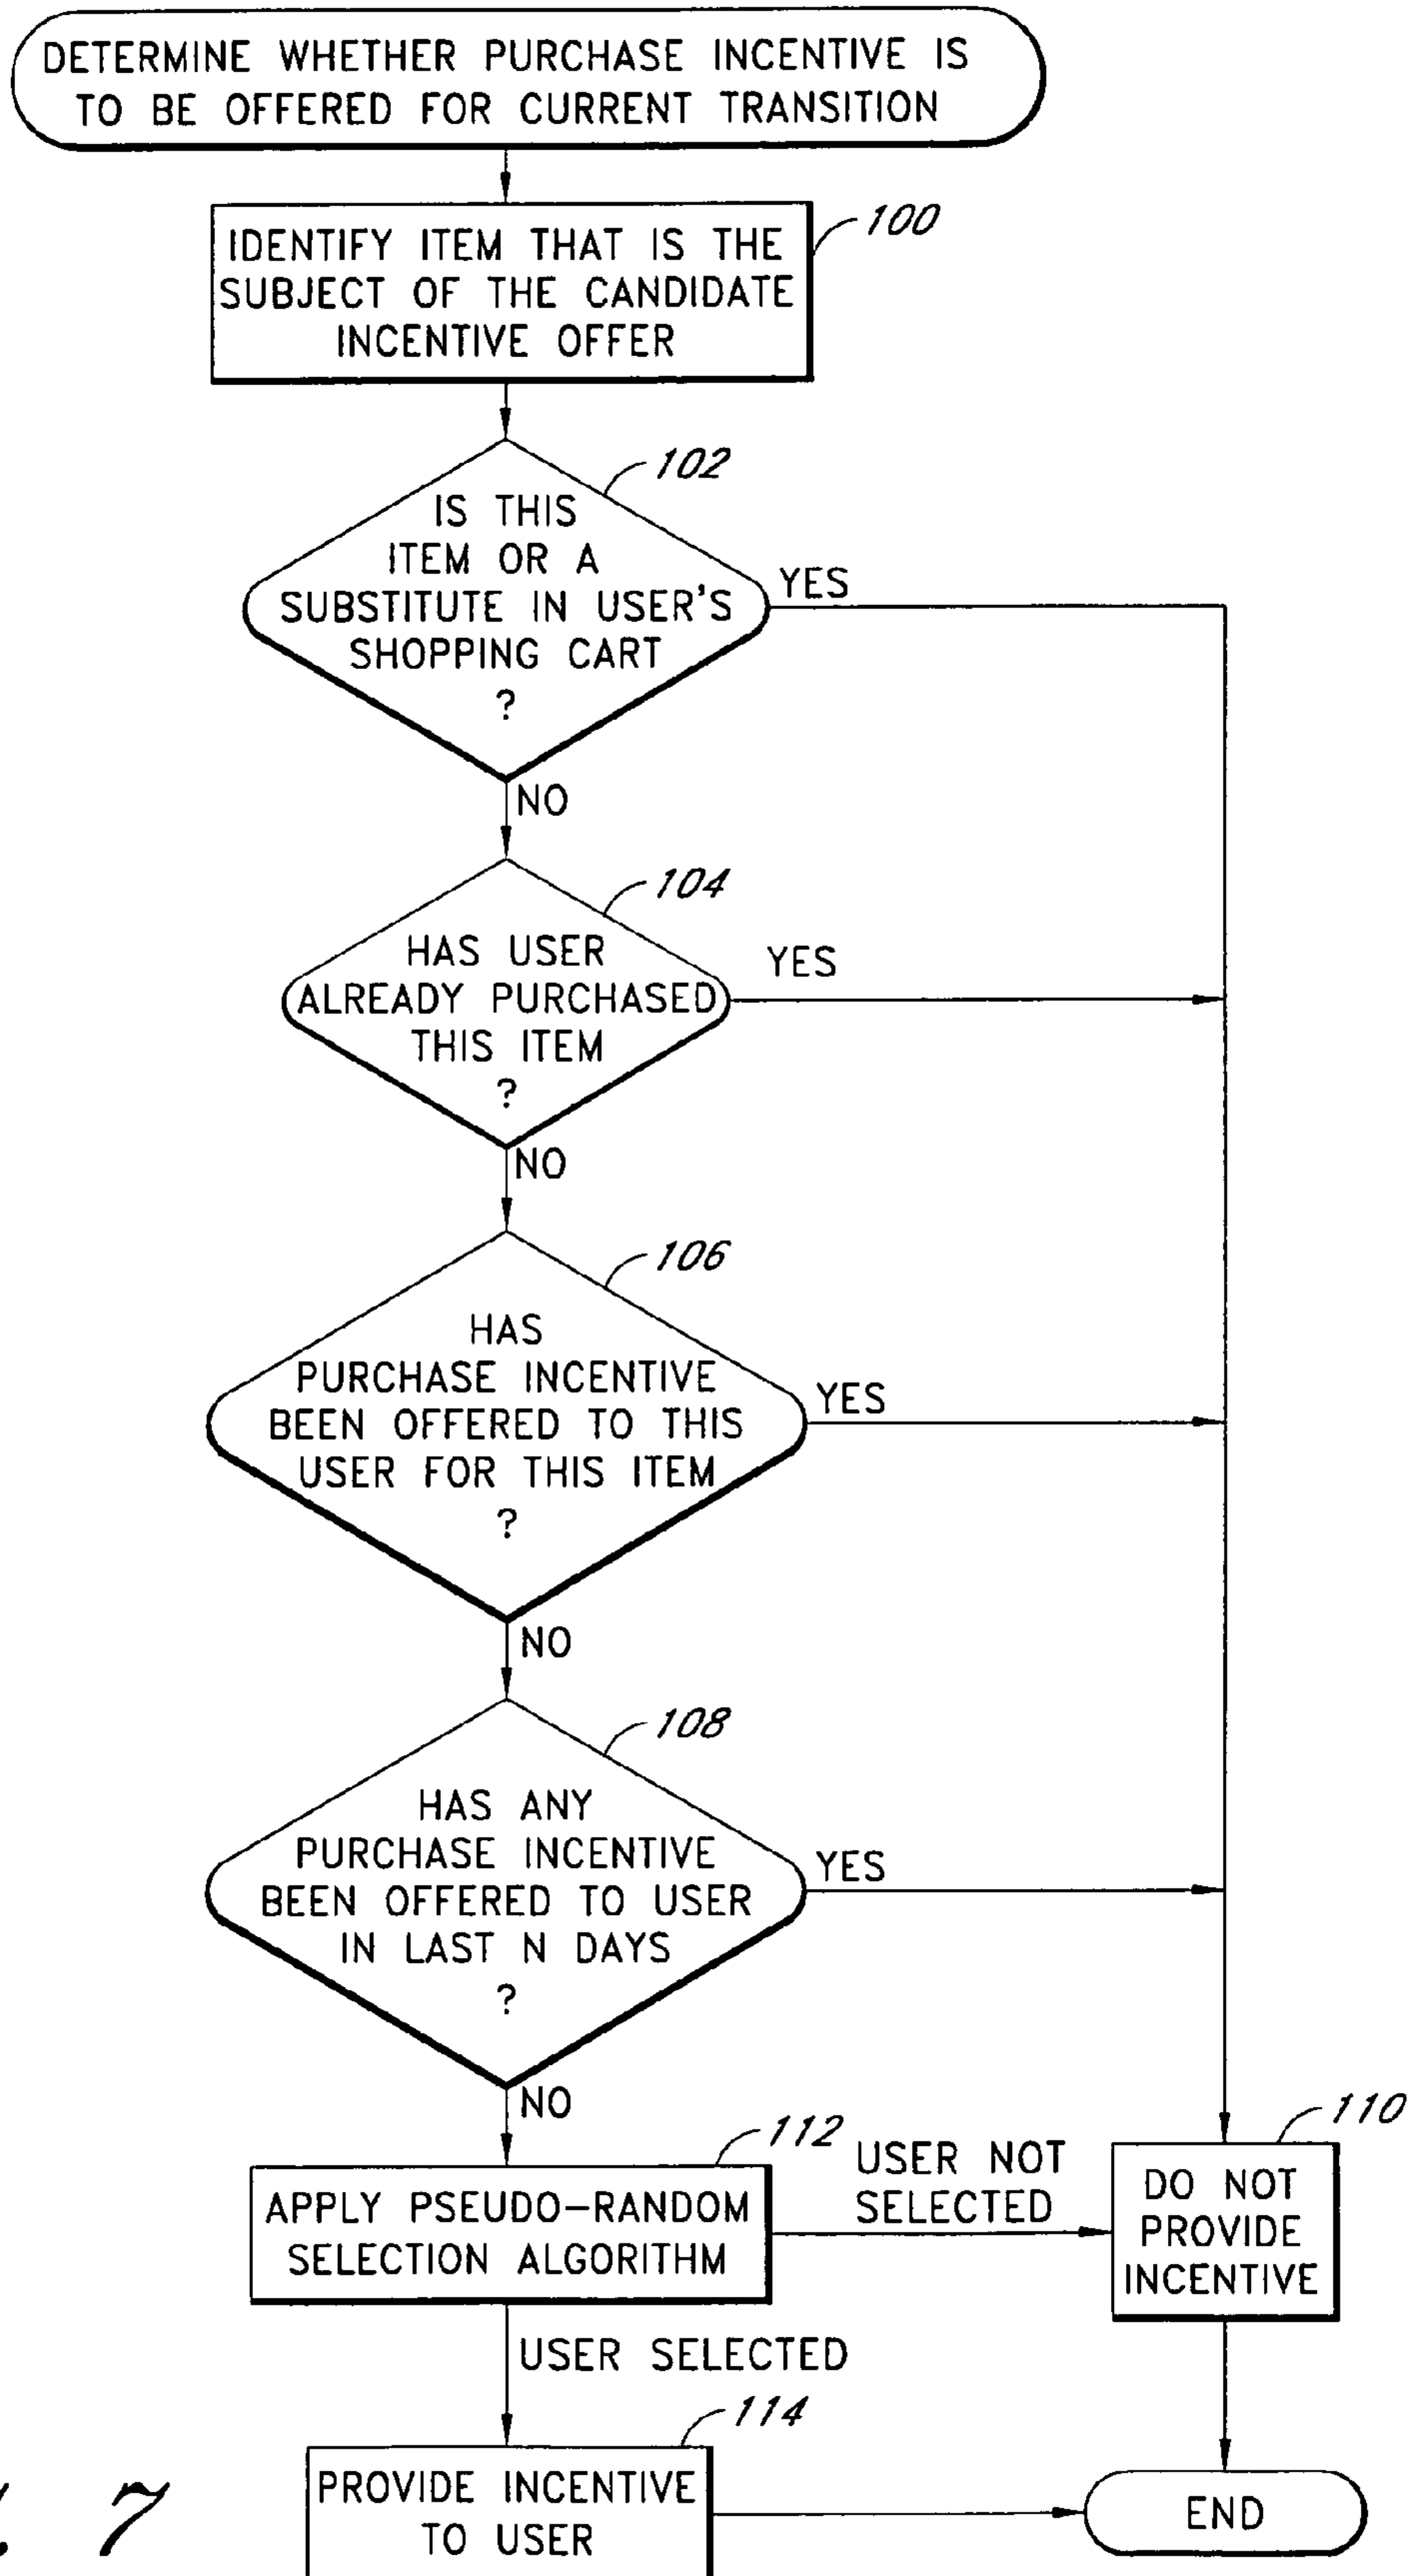 DETERMINE WHETHER PURCHASE INCENTIVE IS
TO BE OFFERED FOR CURRENT TRANSITION
100
IDENTIFY ITEM THAT IS THE
SUBJECT OF THE CANDIDATE
INCENTIVE OFFER
102
IS THIS
ITEM OR A
SUBSTITUTE IN USER'S
SHOPPING CART
?
YES
NO
104
HAS USER
ALREADY PURCHASED
THIS ITEM
?
YES
NO
106
HAS
PURCHASE INCENTIVE
BEEN OFFERED TO THIS
USER FOR THIS ITEM
?
YES
NO
108
HAS ANY
PURCHASE INCENTIVE
BEEN OFFERED TO USER
IN LAST N DAYS
?
YES
NO
112
APPLY PSEUDO-RANDOM
SELECTION ALGORITHM
USER NOT
SELECTED
110
DO NOT
PROVIDE
INCENTIVE
USER SELECTED
114
PROVIDE INCENTIVE
TO USER
END
7